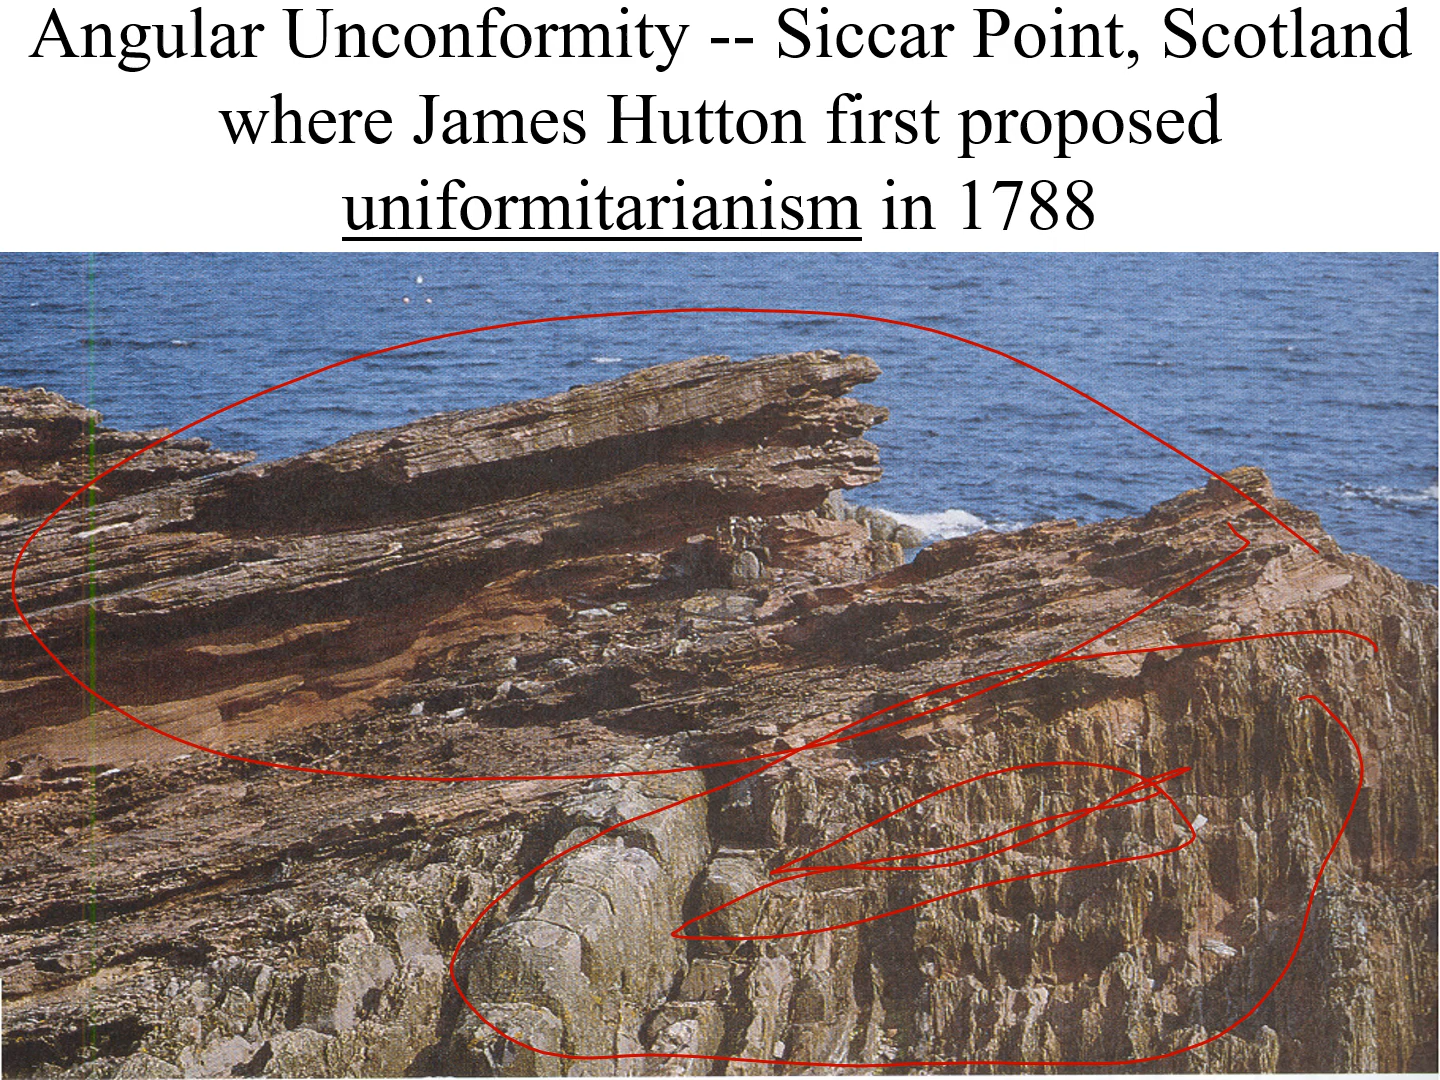 Angular Unconformity -- Siccar Point, Scotland
where James Hutton first proposed
uniformitarianism in 1788